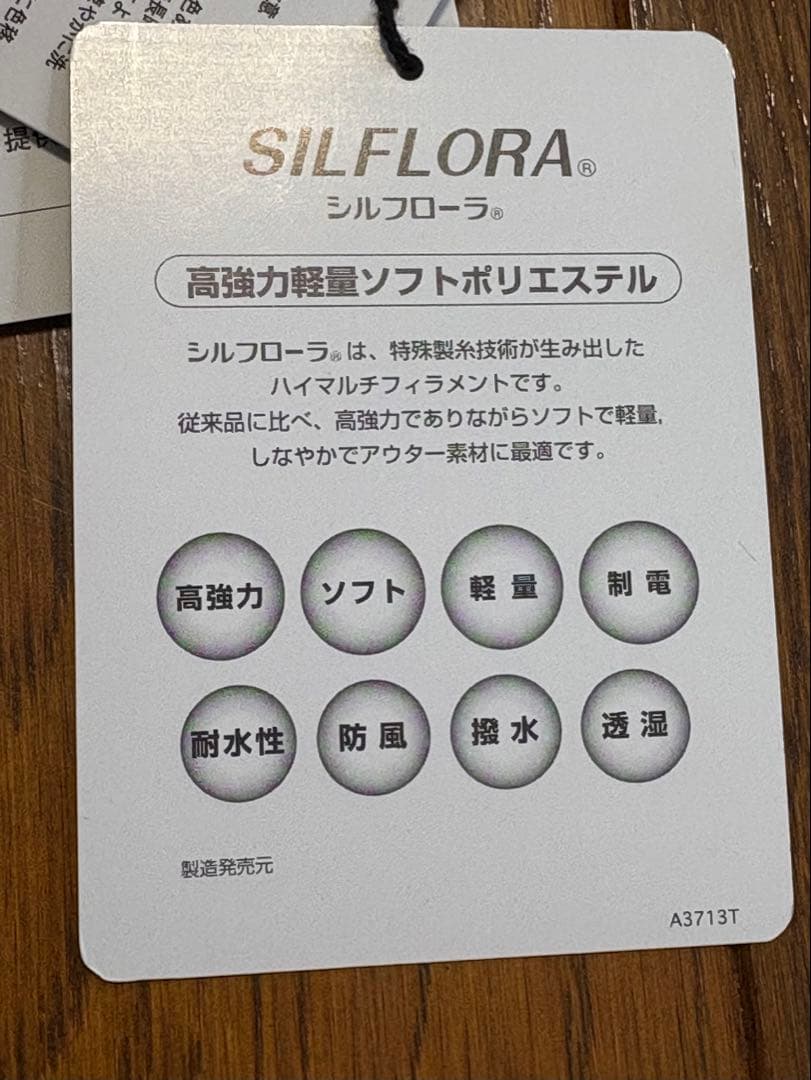 SILFLORA®
シルフローラ®
高強力軽量ソフトポリエステル
シルフローラ®は、特殊製糸技術が生み出した
ハイマルチフィラメントです。
従来品に比べ、高強力でありながらソフトで軽量,
しなやかでアウター素材に最適です。
高強力 ソフト 軽量 制電
耐水性 防風 撥水 透湿
製造発売元
A3713T